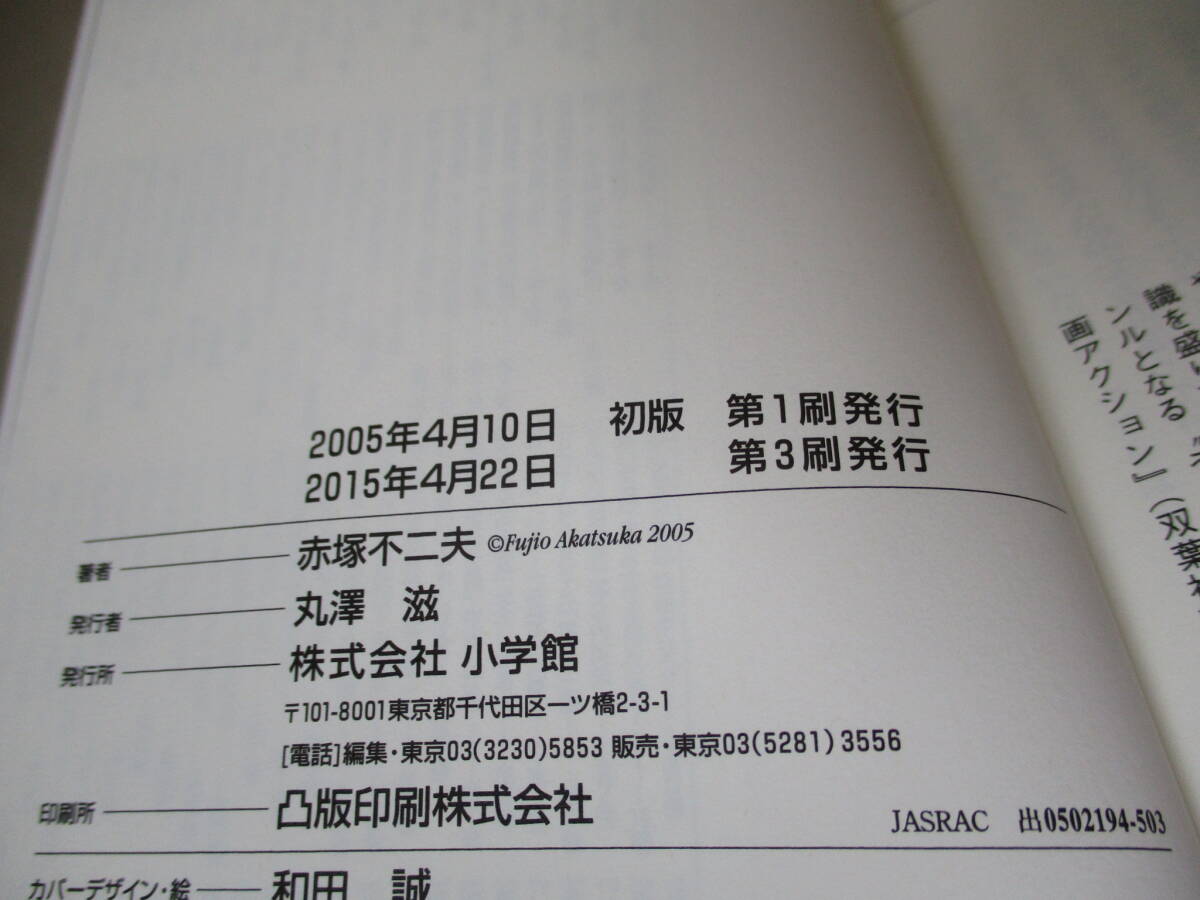 2005年4月10日 初版 第1刷発行
2015年4月22日 第3刷発行
著者 赤塚不二夫 ©Fujio Akatsuka 2005
発行者 丸澤 滋
発行所 株式会社 小学館
〒101-8001東京都千代田区一ツ橋2-3-1
[電話]編集・東京03(3230)5853 販売・東京03(5281)3556
印刷所 凸版印刷株式会社
JASRAC 出0502194-503
カバーデザイン・絵 和田 誠
識を盛り
ンルとなる
画アクション』(双葉社